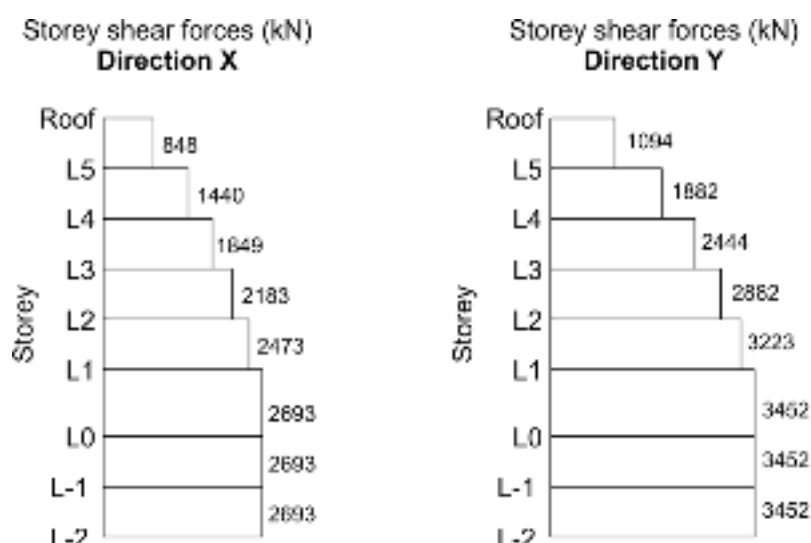 Storey shear forces (kN)
Direction X
Roof
848
L5
1440
L4
1849
L3
2183
L2
2473
L1
2693
L0
2693
L-1
2693
L-2
Storey
Storey shear forces (kN)
Direction Y
Roof
1094
L5
1882
L4
2444
L3
2882
L2
3223
L1
3452
L0
3452
L-1
3452
L-2
Storey